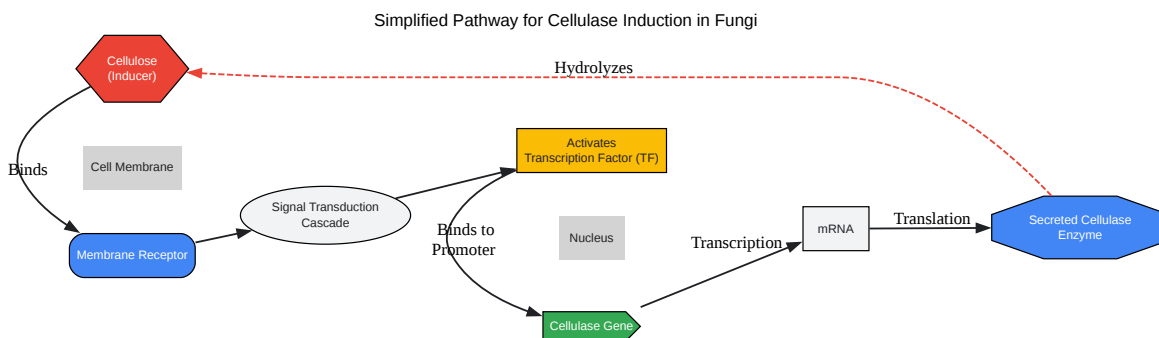 Simplified Pathway for Cellulase Induction in Fungi
Cellulose
(Inducer)
Hydrolyzes
Activates
Transcription Factor (TF)
Binds
Cell Membrane
Signal Transduction
Cascade
Membrane Receptor
Binds to
Promoter
Nucleus
Transcription
mRNA
Translation
Secreted Cellulase
Enzyme
Cellulase Gene